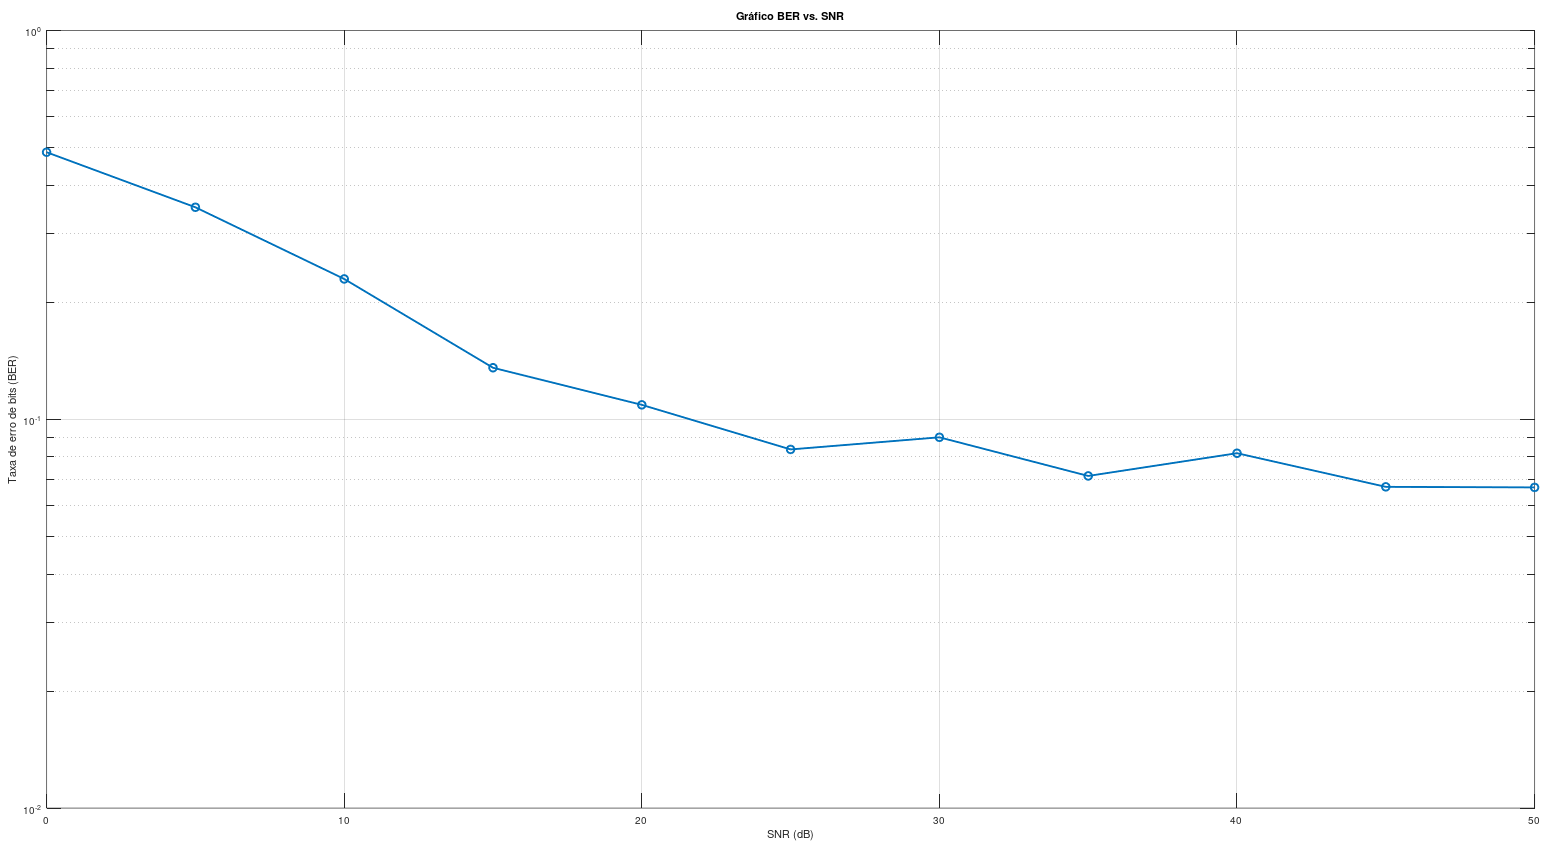 Gráfico BER vs. SNR
10^0
10^-1
10^-2
Taxa de erro de bits (BER)
0 10 20 30 40 50
SNR (dB)